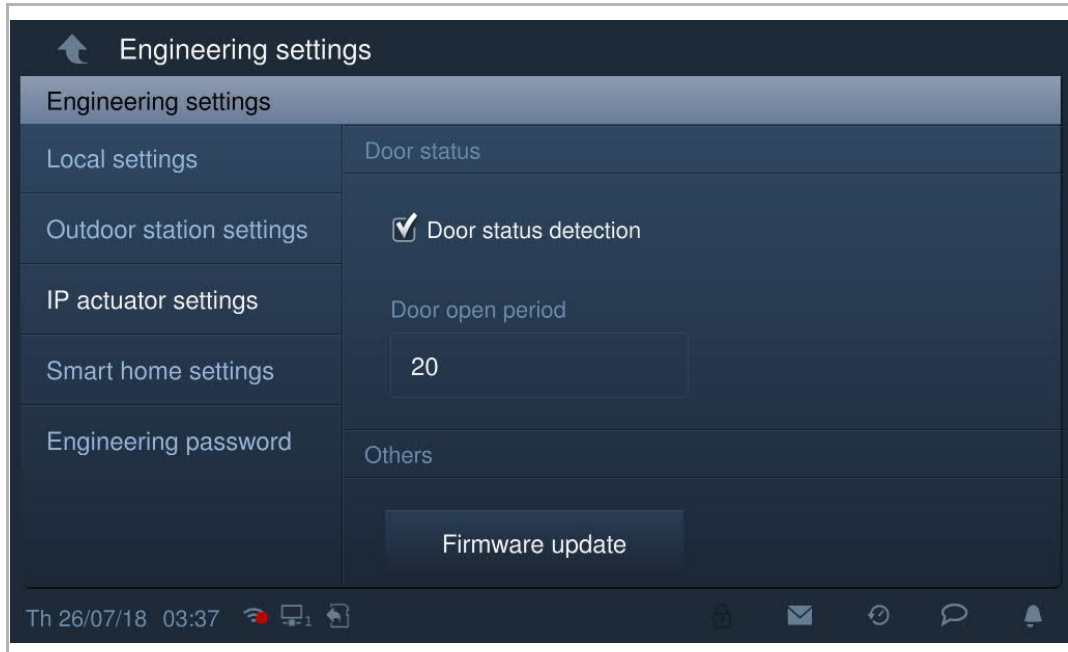 Engineering settings
Engineering settings
Local settings
Outdoor station settings
IP actuator settings
Smart home settings
Engineering password
Door status
Door status detection
Door open period
20
Others
Firmware update
Th 26/07/18 03:37 1